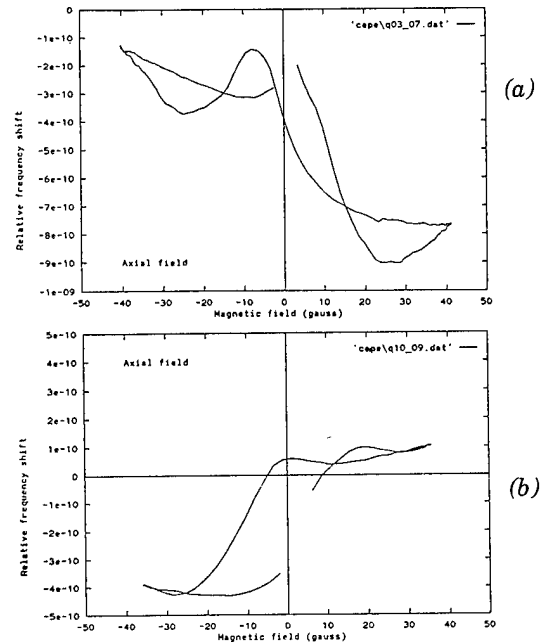 0
-1e-10
-2e-10
-3e-10
-4e-10
-5e-10
-6e-10
-7e-10
-8e-10
-9e-10
-1e-09
Relative frequency shift
'cape\q03_07.dat'
Axial field
-50 -40 -30 -20 -10 0 10 20 30 40 50
Magnetic field (gauss)
(a)
5e-10
4e-10
3e-10
2e-10
1e-10
0
-1e-10
-2e-10
-3e-10
-4e-10
-5e-10
Relative frequency shift
Axial field
'cape\q10_09.dat'
-50 -40 -30 -20 -10 0 10 20 30 40 50
Magnetic field (gauss)
(b)